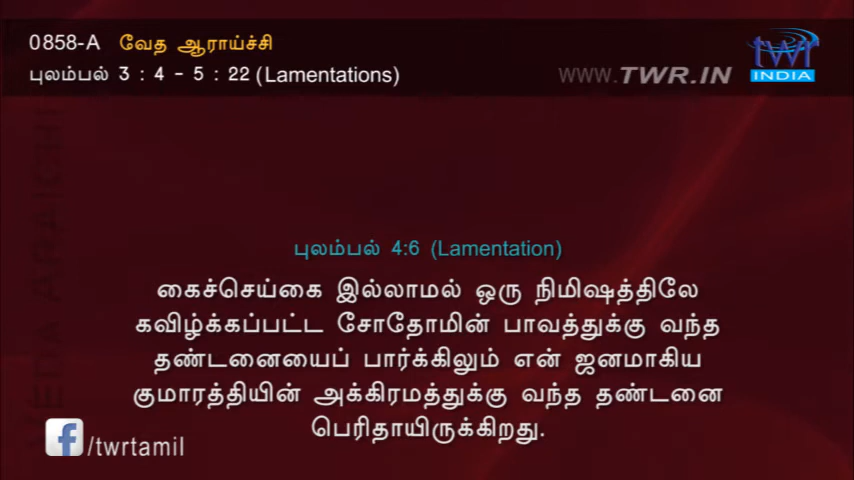 0858-A வேத ஆராய்ச்சி
புலம்பல் 3 : 4 - 5 : 22 (Lamentations)
WWW.TWR.IN
twr
INDIA
புலம்பல் 4:6 (Lamentation)
கைச்செய்கை இல்லாமல் ஒரு நிமிஷத்திலே
கவிழ்க்கப்பட்ட சோதோமின் பாவத்துக்கு வந்த
தண்டனையைப் பார்க்கிலும் என் ஜனமாகிய
குமாரத்தியின் அக்கிரமத்துக்கு வந்த தண்டனை
பெரிதாயிருக்கிறது.
f/twrtamil